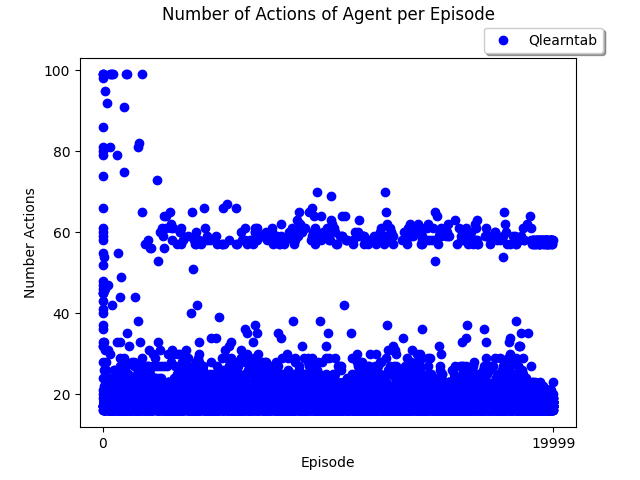 Number of Actions of Agent per Episode
Qlearntab
100
80
60
40
20
Number Actions
0
19999
Episode